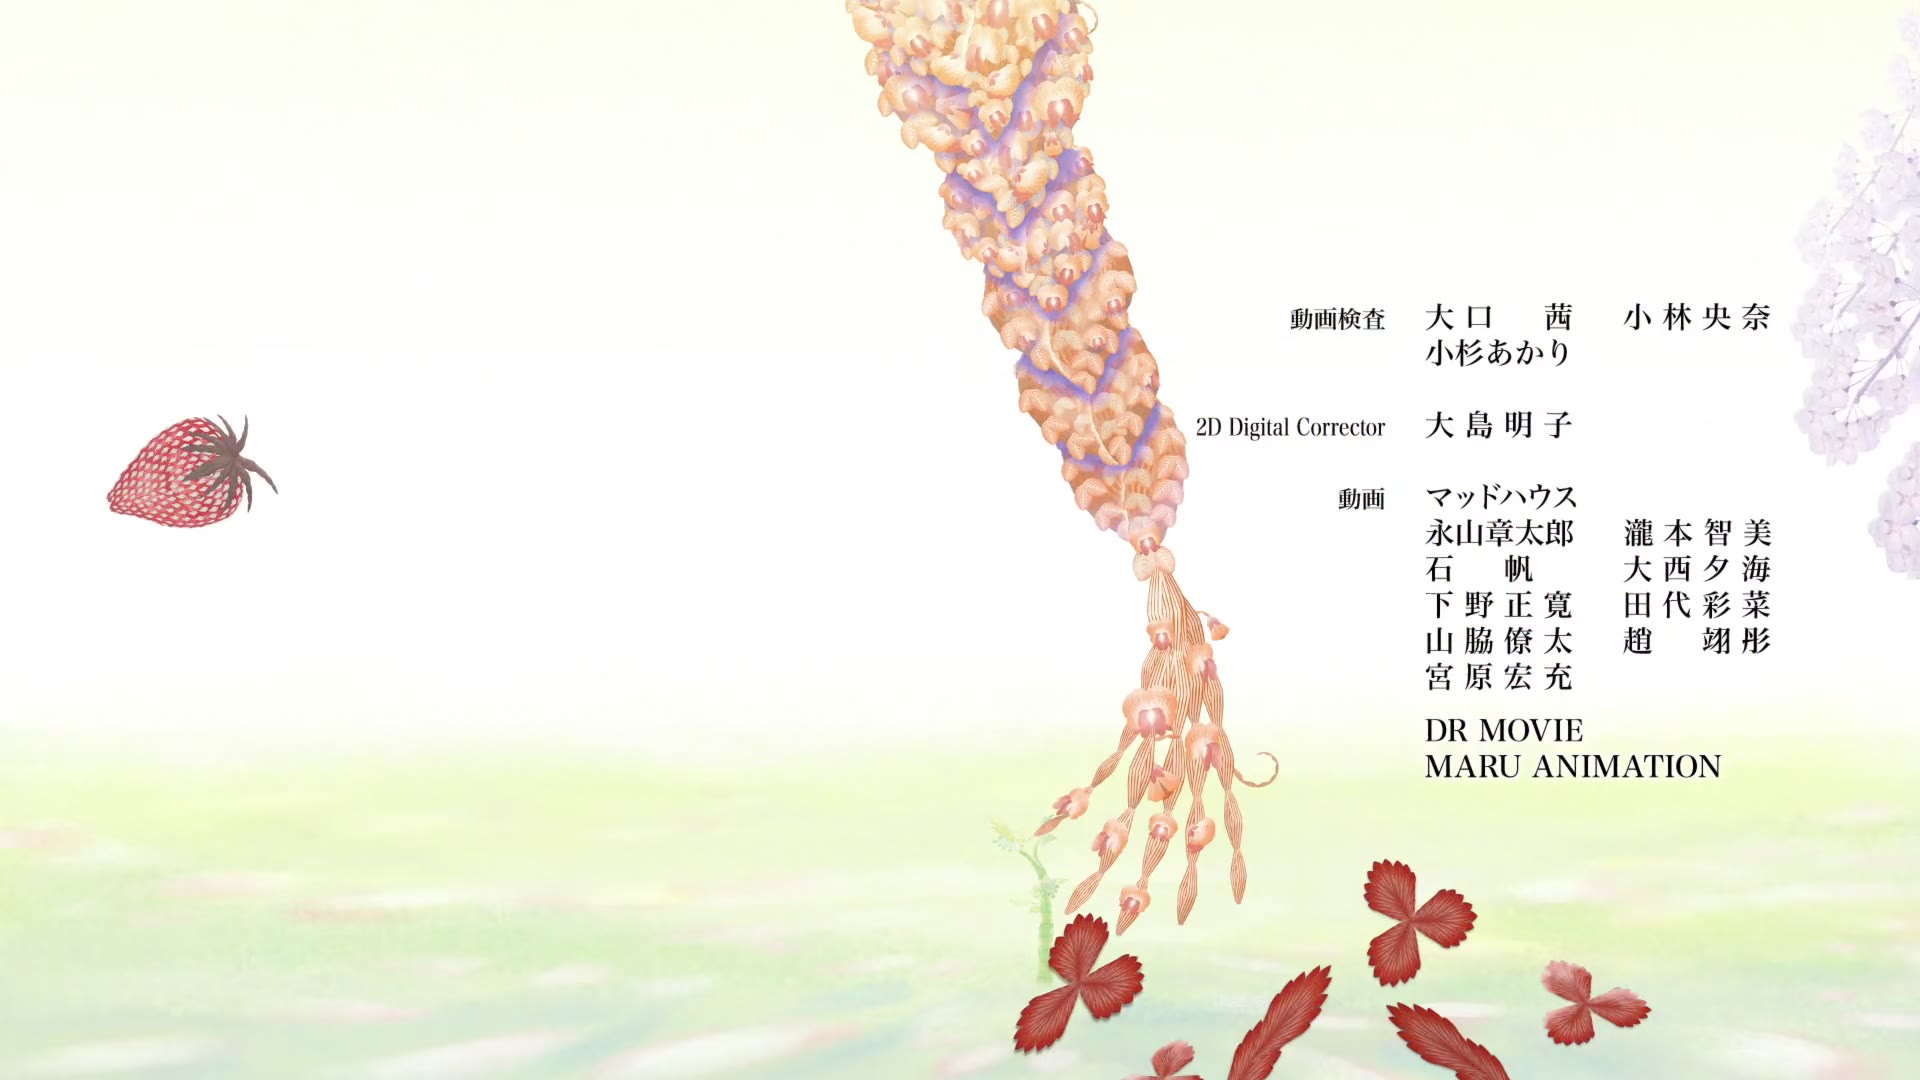 動画検査 大口 茜 小林央奈
小杉あかり
2D Digital Corrector 大島明子
動画 マッドハウス
永山章太郎 瀧本智美
石 帆 大西夕海
下野正寛 田代彩菜
山脇僚太 趙 翊彤
宮原宏充
DR MOVIE
MARU ANIMATION